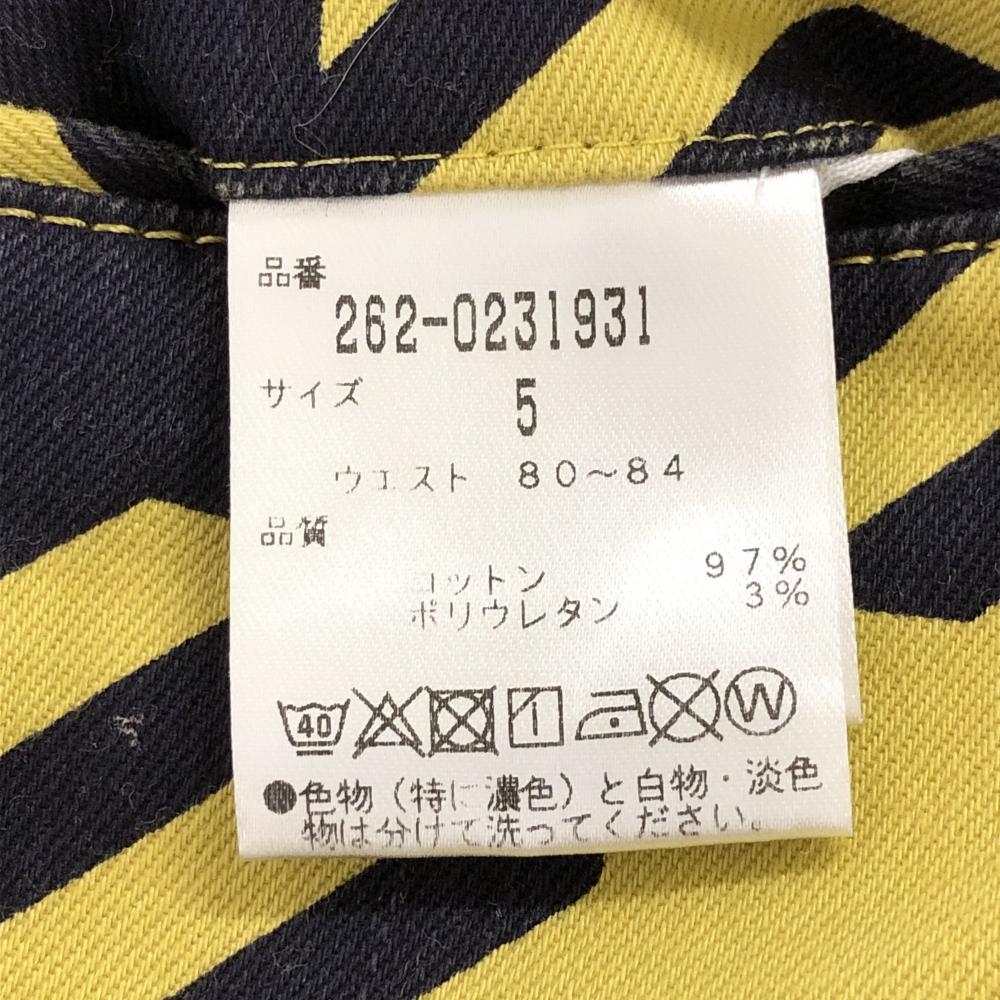 品番
262-0231931
サイズ 5
ウエスト 80～84
品質
コットン 97%
ポリウレタン 3%
40 W
●色物（特に濃色）と白物・淡色
物は分けて洗ってください。